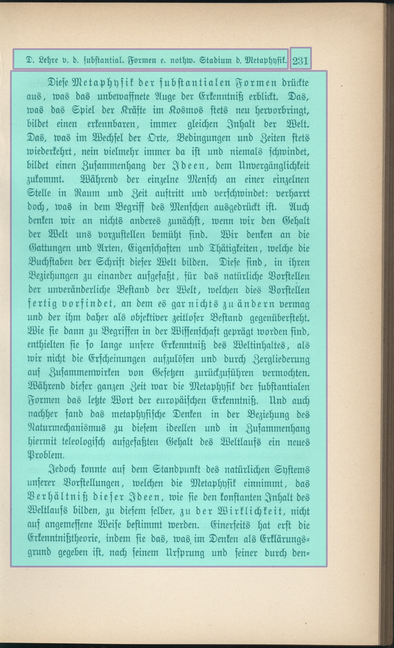 D. Lehre v. d. substantial. Formen e. nothw. Stadium d. Metaphysik. 231
Diese Metaphysik der substantialen Formen drückte
aus, was das unbewaffnete Auge der Erkenntniß erblickt. Das,
was das Spiel der Kräfte im Kosmos stets neu hervorbringt,
bildet einen erkennbaren, immer gleichen Inhalt der Welt.
Das, was im Wechsel der Orte, Bedingungen und Zeiten stets
wiederkehrt, nein vielmehr immer da ist und niemals schwindet,
bildet einen Zusammenhang der Ideen, dem Unvergänglichkeit
zukommt. Während der einzelne Mensch an einer einzelnen
Stelle in Raum und Zeit auftritt und verschwindet: verharrt
doch, was in dem Begriff des Menschen ausgedrückt ist. Auch
denken wir an nichts anderes zunächst, wenn wir den Gehalt
der Welt uns vorzustellen bemüht sind. Wir denken an die
Gattungen und Arten, Eigenschaften und Thätigkeiten, welche die
Buchstaben der Schrift dieser Welt bilden. Diese sind, in ihren
Beziehungen zu einander aufgefaßt, für das natürliche Vorstellen
der unveränderliche Bestand der Welt, welchen dies Vorstellen
fertig vorfindet, an dem es gar nichts zu ändern vermag
und der ihm daher als objektiver zeitloser Bestand gegenübersteht.
Wie sie dann zu Begriffen in der Wissenschaft geprägt worden sind,
enthielten sie so lange unsere Erkenntniß des Weltinhaltes, als
wir nicht die Erscheinungen aufzulösen und durch Zergliederung
auf Zusammenwirken von Gesetzen zurückzuführen vermochten.
Während dieser ganzen Zeit war die Metaphysik der substantialen
Formen das letzte Wort der europäischen Erkenntniß. Und auch
nachher fand das metaphysische Denken in der Beziehung des
Naturmechanismus zu diesem ideellen und in Zusammenhang
hiermit teleologisch aufgefaßten Gehalt des Weltlaufs ein neues
Problem.
Jedoch konnte auf dem Standpunkt des natürlichen Systems
unserer Vorstellungen, welchen die Metaphysik einnimmt, das
Verhältniß dieser Ideen, wie sie den konstanten Inhalt des
Weltlaufs bilden, zu diesem selber, zu der Wirklichkeit, nicht
auf angemessene Weise bestimmt werden. Einerseits hat erst die
Erkenntnißtheorie, indem sie das, was im Denken als Erklärungs-
grund gegeben ist, nach seinem Ursprung und seiner durch den-